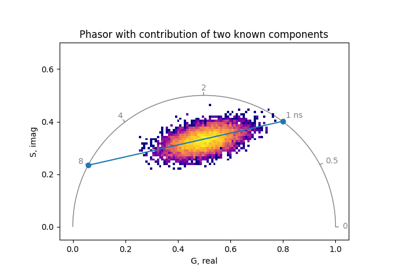 Phasor with contribution of two known components
S, imag
0.6
0.4
0.2
0.0
2
4
8
1 ns
0.5
0
0.0 0.2 0.4 0.6 0.8 1.0
G, real